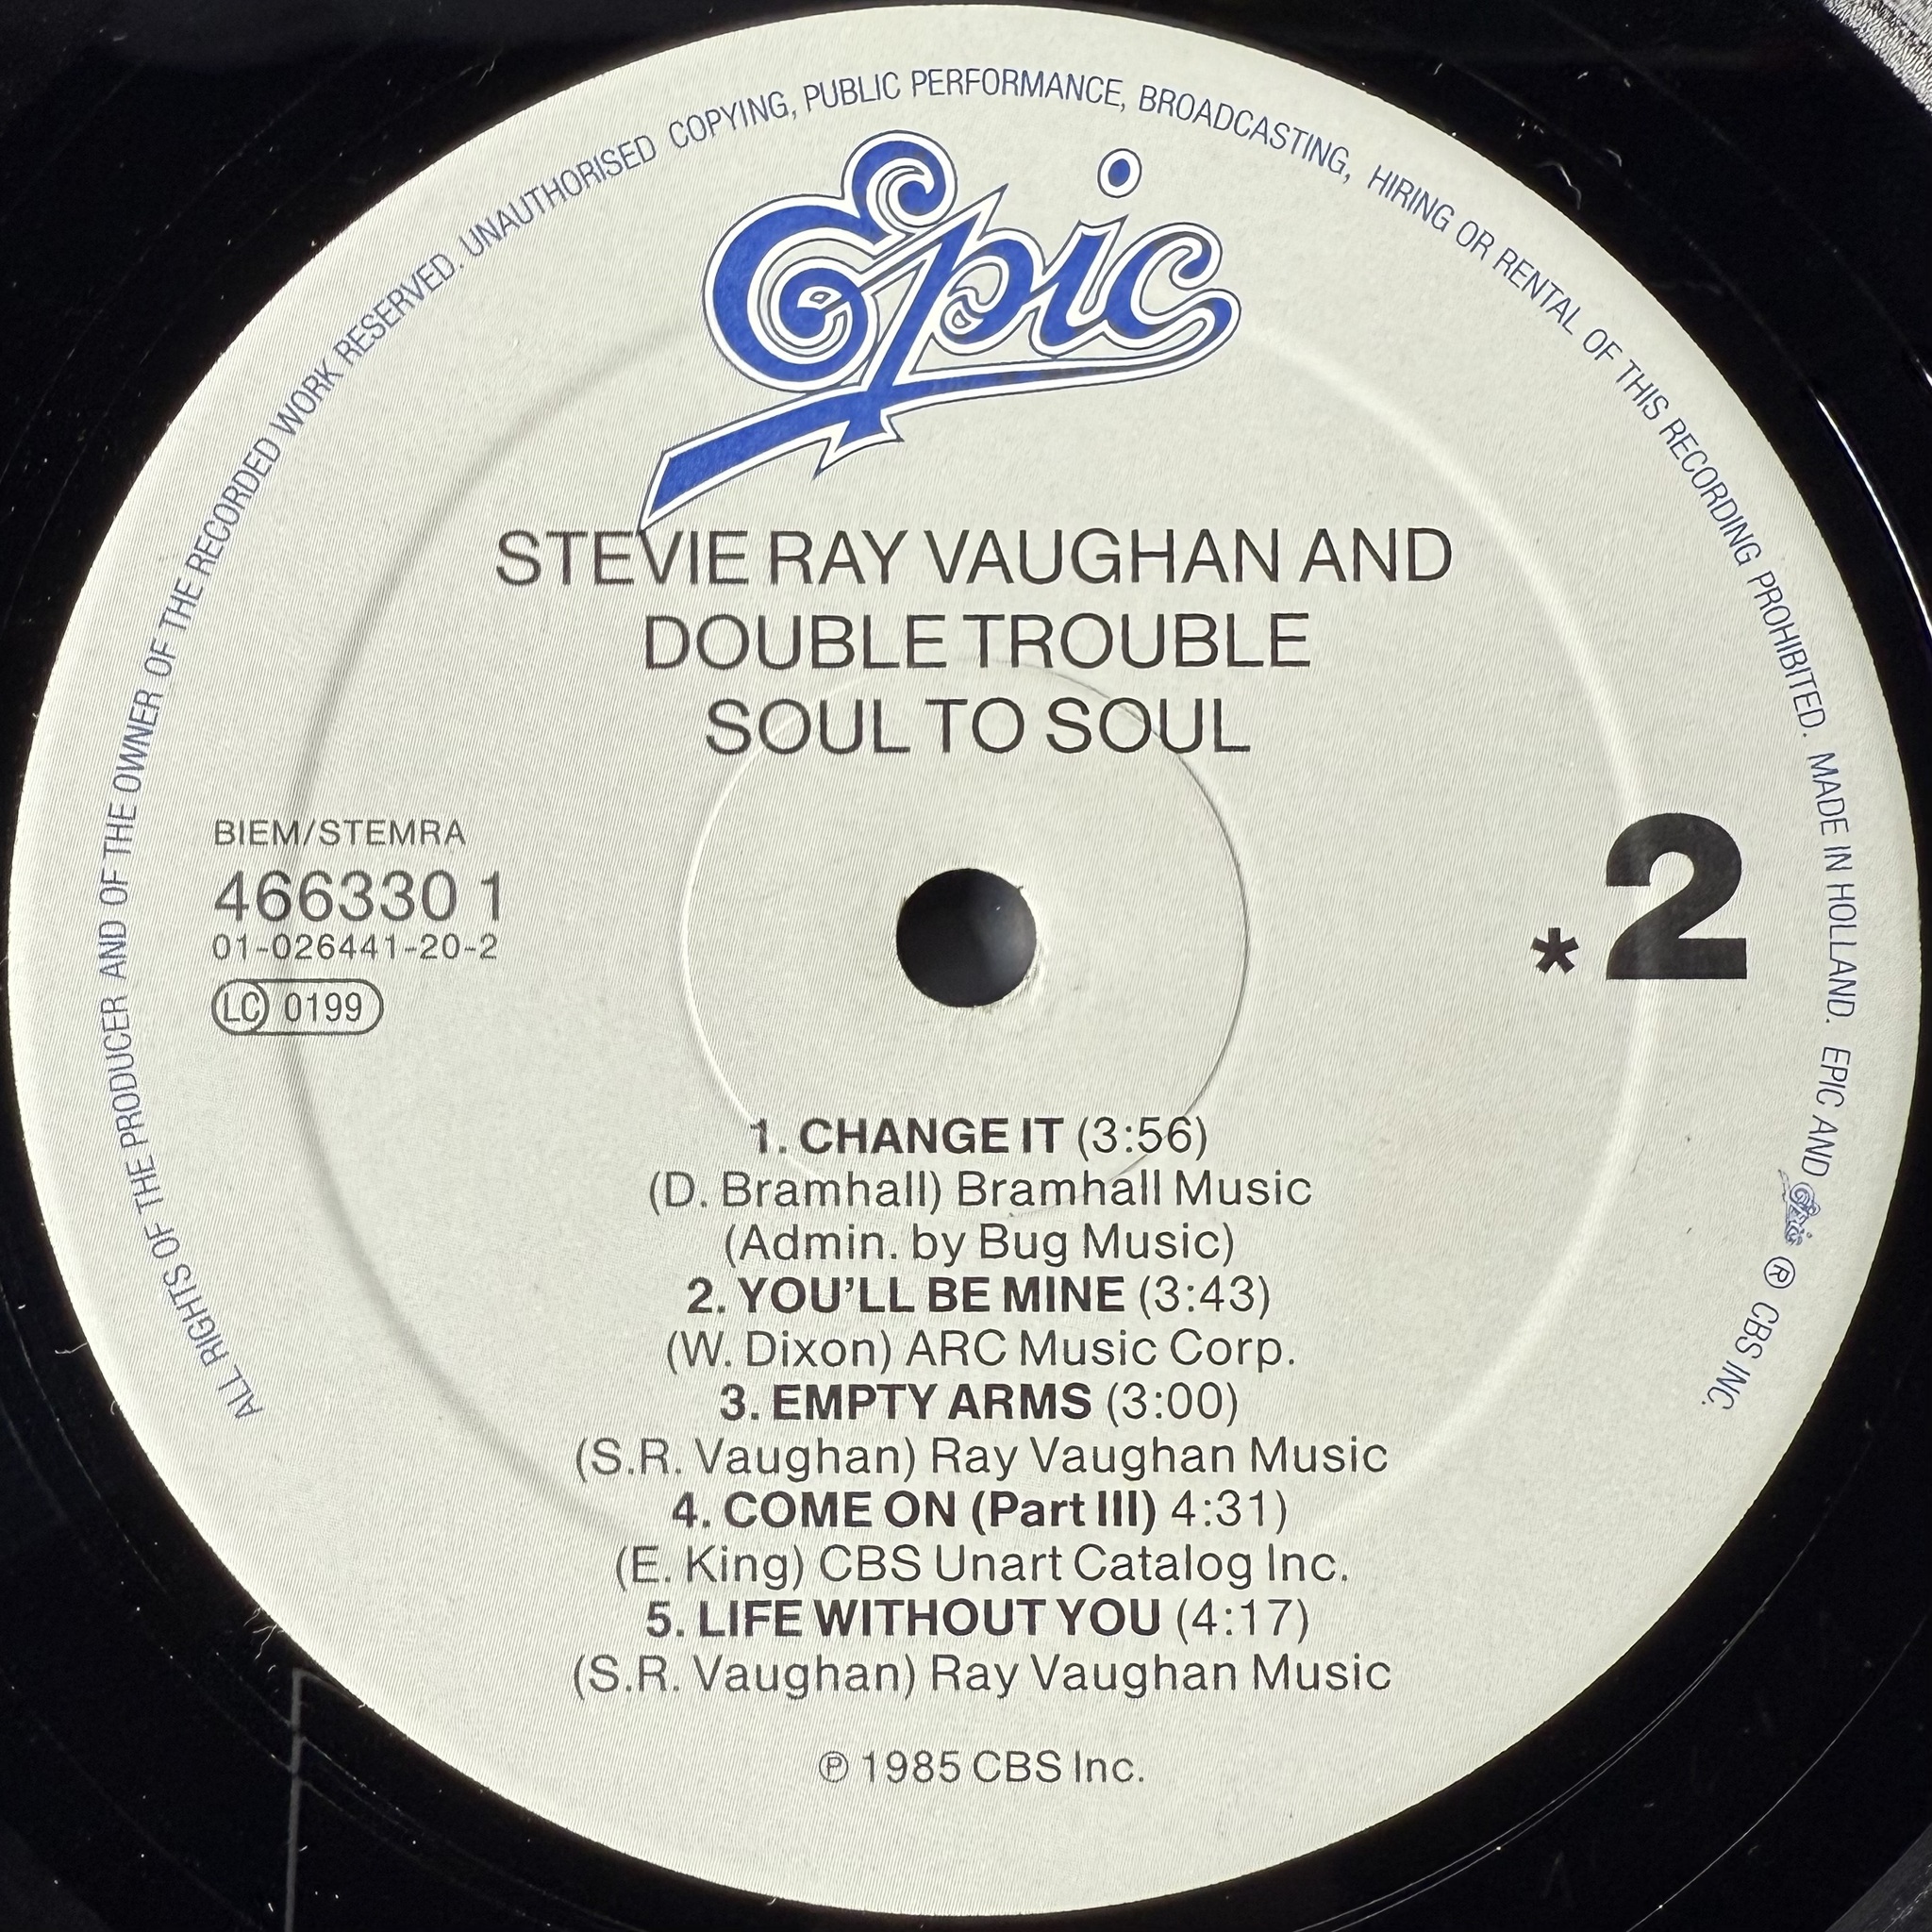 ALL RIGHTS OF THE PRODUCER AND OF THE OWNER OF THE RECORDED WORK RESERVED. UNAUTHORISED COPYING, PUBLIC PERFORMANCE, BROADCASTING, HIRING OR RENTAL OF THIS RECORDING PROHIBITED. MADE IN HOLLAND. EPIC AND Epic ® CBS INC.
Epic
STEVIE RAY VAUGHAN AND
DOUBLE TROUBLE
SOUL TO SOUL
BIEM/STEMRA
466330 1
01-026441-20-2
LC 0199
*2
1. CHANGE IT (3:56)
(D. Bramhall) Bramhall Music
(Admin. by Bug Music)
2. YOU'LL BE MINE (3:43)
(W. Dixon) ARC Music Corp.
3. EMPTY ARMS (3:00)
(S.R. Vaughan) Ray Vaughan Music
4. COME ON (Part III) 4:31)
(E. King) CBS Unart Catalog Inc.
5. LIFE WITHOUT YOU (4:17)
(S.R. Vaughan) Ray Vaughan Music
℗ 1985 CBS Inc.